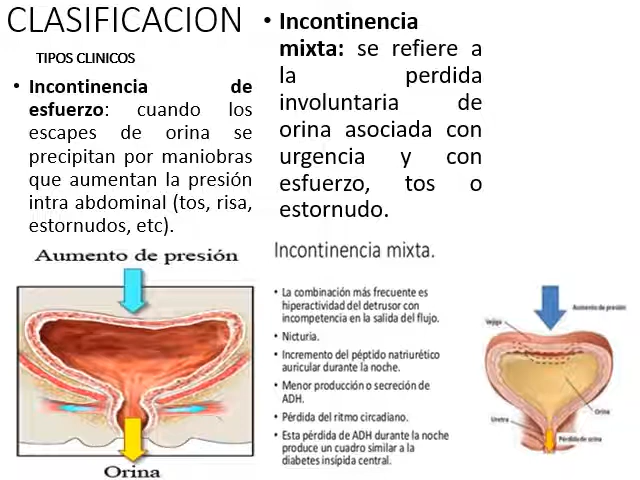 CLASIFICACION
TIPOS CLINICOS
• Incontinencia de
esfuerzo: cuando los
escapes de orina se
precipitan por maniobras
que aumentan la presión
intra abdominal (tos, risa,
estornudos, etc).
Aumento de presión
Orina
• Incontinencia
mixta: se refiere a
la perdida
involuntaria de
orina asociada con
urgencia y con
esfuerzo, tos o
estornudo.
Incontinencia mixta.
• La combinación más frecuente es
hiperactividad del detrusor con
incompetencia en la salida del flujo.
• Nicturia.
• Incremento del péptido natriurético
auricular durante la noche.
• Menor producción o secreción de
ADH.
• Pérdida del ritmo circadiano.
• Esta pérdida de ADH durante la noche
produce un cuadro similar a la
diabetes insípida central.
Aumento de presión
Vejiga
Orina
Uretra
Pérdida de orina